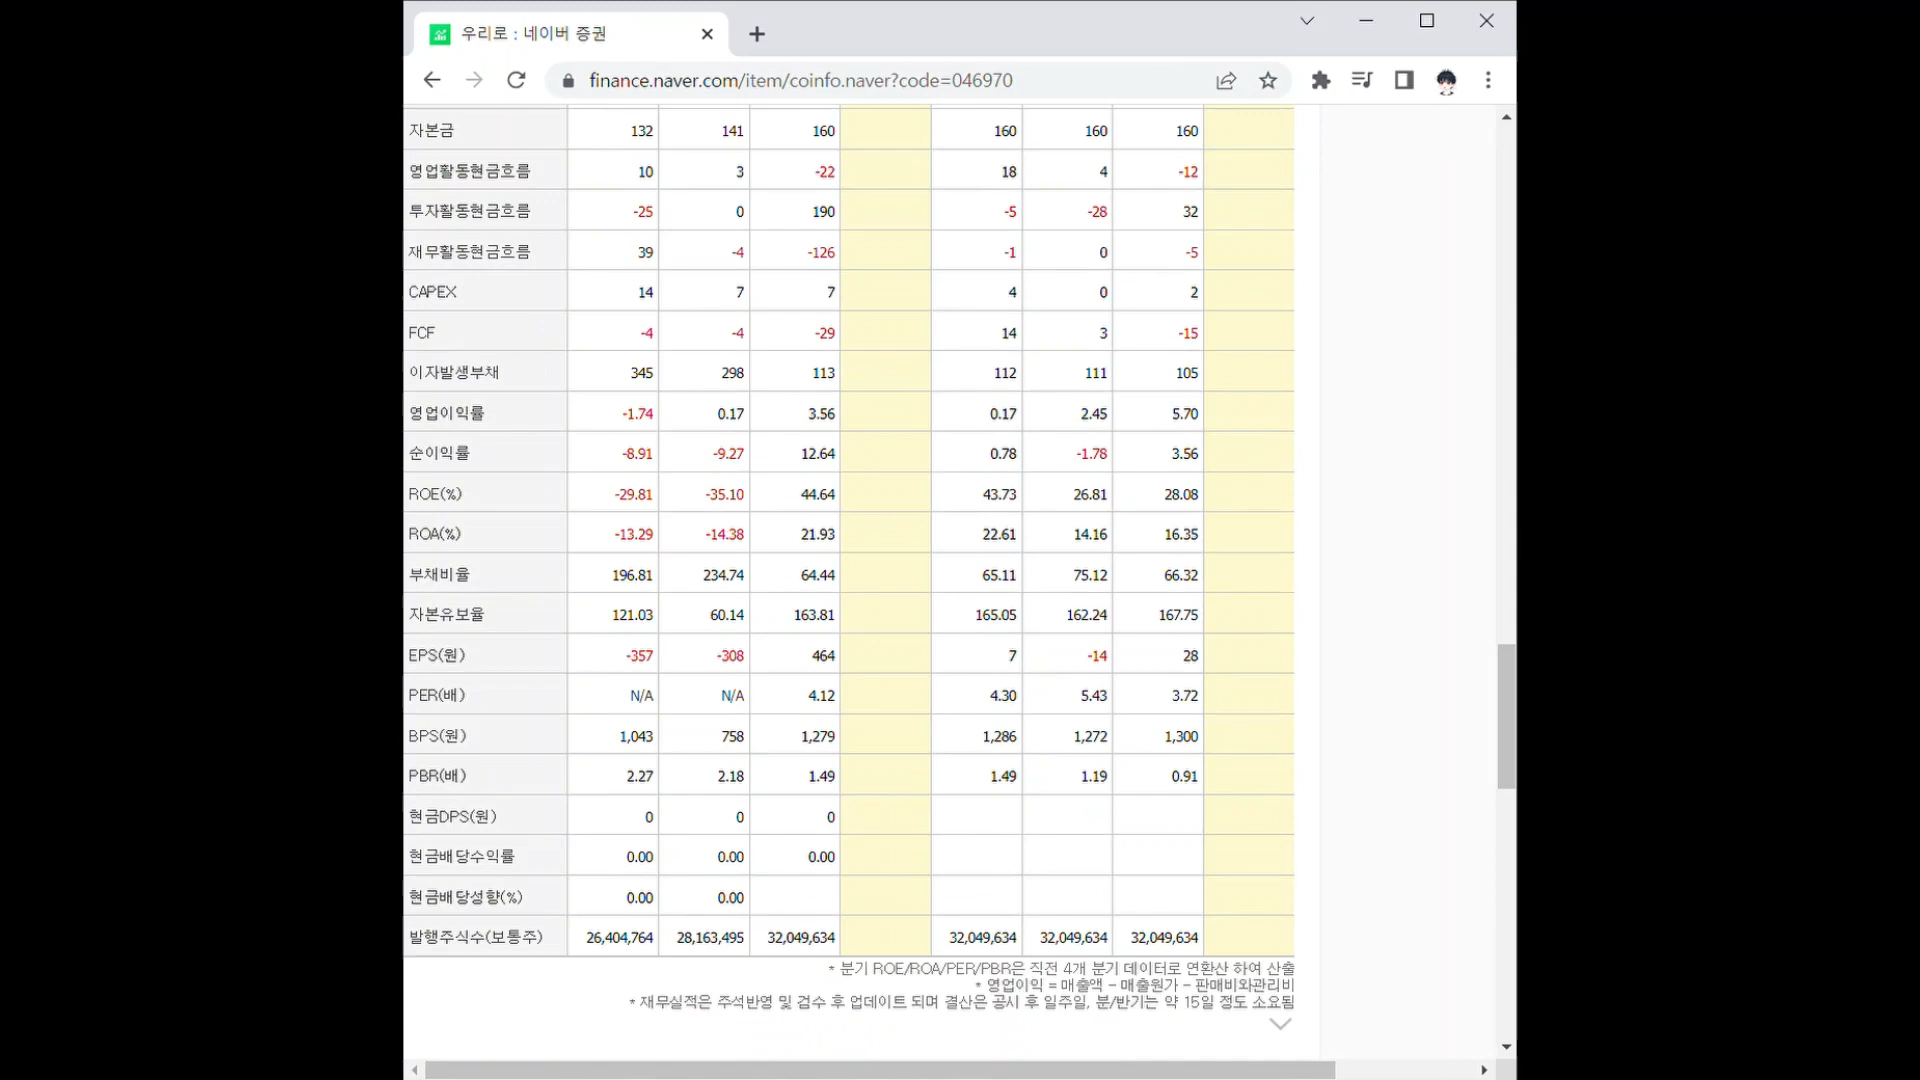 우리로 : 네이버 증권
finance.naver.com/item/coinfo.naver?code=046970
자본금 132 141 160 160 160 160
영업활동현금흐름 10 3 -22 18 4 -12
투자활동현금흐름 -25 0 190 -5 -28 32
재무활동현금흐름 39 -4 -126 -1 0 -5
CAPEX 14 7 7 4 0 2
FCF -4 -4 -29 14 3 -15
이자발생부채 345 298 113 112 111 105
영업이익률 -1.74 0.17 3.56 0.17 2.45 5.70
순이익률 -8.91 -9.27 12.64 0.78 -1.78 3.56
ROE(%) -29.81 -35.10 44.64 43.73 26.81 28.08
ROA(%) -13.29 -14.38 21.93 22.61 14.16 16.35
부채비율 196.81 234.74 64.44 65.11 75.12 66.32
자본유보율 121.03 60.14 163.81 165.05 162.24 167.75
EPS(원) -357 -308 464 7 -14 28
PER(배) N/A N/A 4.12 4.30 5.43 3.72
BPS(원) 1,043 758 1,279 1,286 1,272 1,300
PBR(배) 2.27 2.18 1.49 1.49 1.19 0.91
현금DPS(원) 0 0 0
현금배당수익률 0.00 0.00 0.00
현금배당성향(%) 0.00 0.00
발행주식수(보통주) 26,404,764 28,163,495 32,049,634 32,049,634 32,049,634 32,049,634
* 분기 ROE/ROA/PER/PBR은 직전 4개 분기 데이터로 연환산 하여 산출
* 영업이익 = 매출액 - 매출원가 - 판매비와관리비
* 재무실적은 주석반영 및 검수 후 업데이트 되며 결산은 공시 후 일주일, 분/반기는 약 15일 정도 소요됨